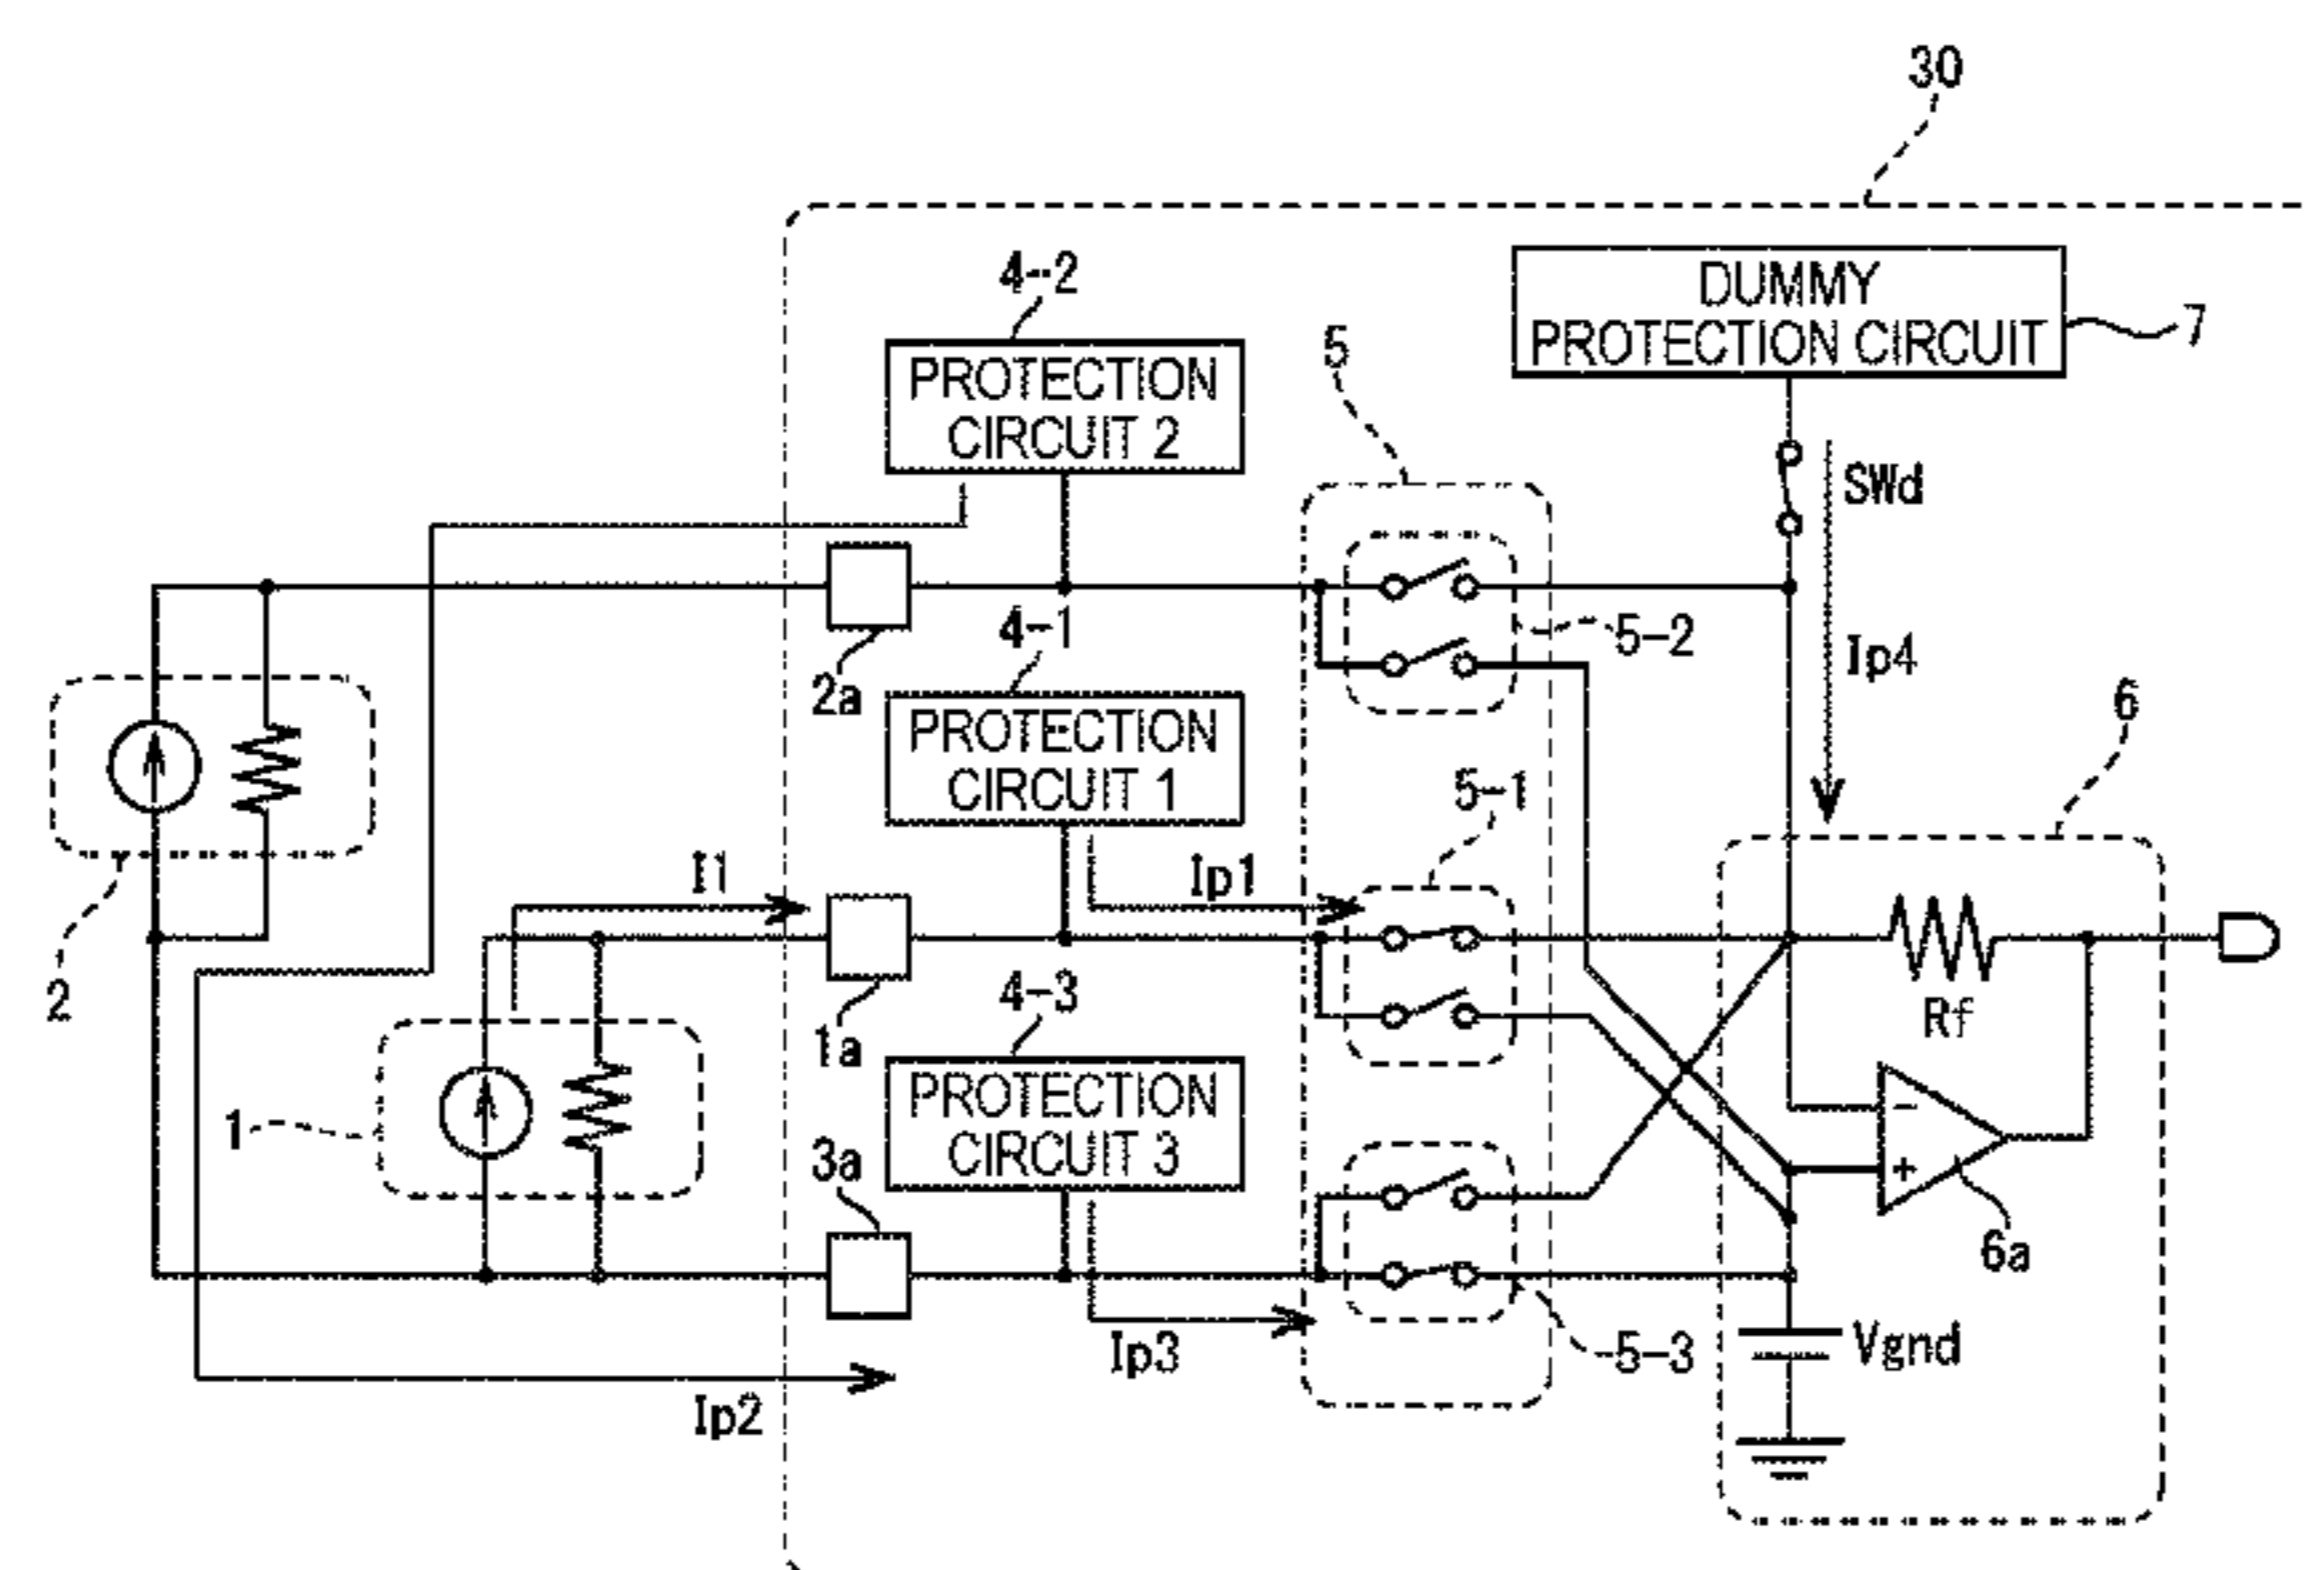 30
4-2
DUMMY
PROTECTION CIRCUIT
7
5
PROTECTION
CIRCUIT 2
SWd
4-1
5-2
2a
Ip4
6
PROTECTION
CIRCUIT 1
5-1
I1
Ip1
2
4-3
1a
Rf
PROTECTION
CIRCUIT 3
1
3a
-
+
6a
Ip3
5-3
Vgnd
Ip2